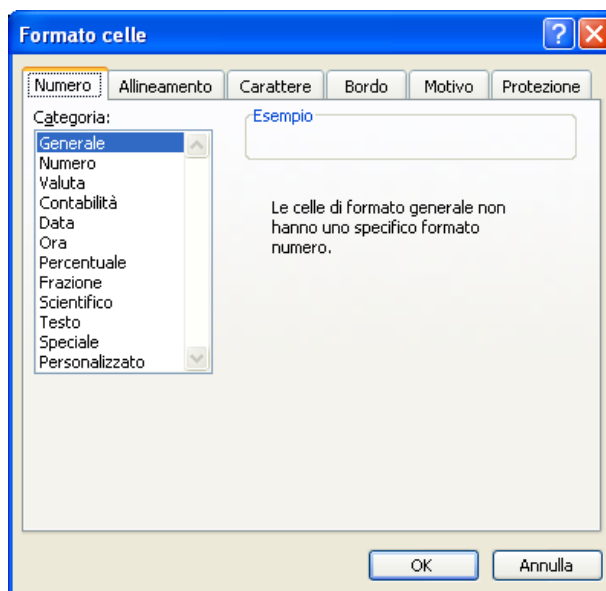 Formato celle
Numero Allineamento Carattere Bordo Motivo Protezione
Categoria:
Generale
Numero
Valuta
Contabilità
Data
Ora
Percentuale
Frazione
Scientifico
Testo
Speciale
Personalizzato
Esempio
Le celle di formato generale non
hanno uno specifico formato
numero.
OK Annulla